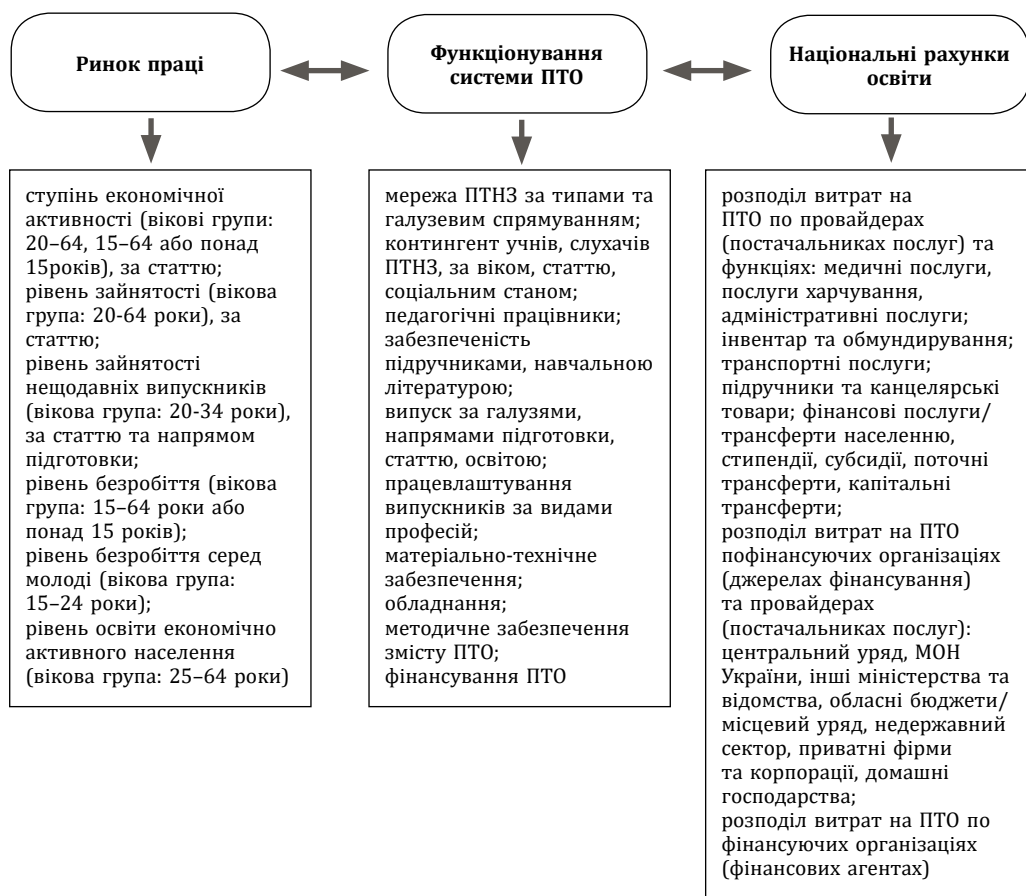 Ринок праці
Функціонування
системи ПТО
Національні рахунки
освіти
ступінь економічної
активності (вікові групи:
20–64, 15–64 або понад
15років), за статтю;
рівень зайнятості (вікова
група: 20-64 роки), за
статтю;
рівень зайнятості
нещодавніх випускників
(вікова група: 20-34 роки),
за статтю та напрямом
підготовки;
рівень безробіття (вікова
група: 15–64 роки або
понад 15 років);
рівень безробіття серед
молоді (вікова група:
15–24 роки);
рівень освіти економічно
активного населення
(вікова група: 25–64 роки)
мережа ПТНЗ за типами та
галузевим спрямуванням;
контингент учнів, слухачів
ПТНЗ, за віком, статтю,
соціальним станом;
педагогічні працівники;
забезпеченість
підручниками, навчальною
літературою;
випуск за галузями,
напрямами підготовки,
статтю, освітою;
працевлаштування
випускників за видами
професій;
матеріально-технічне
забезпечення;
обладнання;
методичне забезпечення
змісту ПТО;
фінансування ПТО
розподіл витрат на
ПТО по провайдерах
(постачальниках послуг) та
функціях: медичні послуги,
послуги харчування,
адміністративні послуги;
інвентар та обмундирування;
транспортні послуги;
підручники та канцелярські
товари; фінансові послуги/
трансферти населенню,
стипендії, субсидії, поточні
трансферти, капітальні
трансферти;
розподіл витрат на ПТО
пофінансуючих організаціях
(джерелах фінансування)
та провайдерах
(постачальниках послуг):
центральний уряд, МОН
України, інші міністерства та
відомства, обласні бюджети/
місцевий уряд, недержавний
сектор, приватні фірми
та корпорації, домашні
господарства;
розподіл витрат на ПТО по
фінансуючих організаціях
(фінансових агентах)